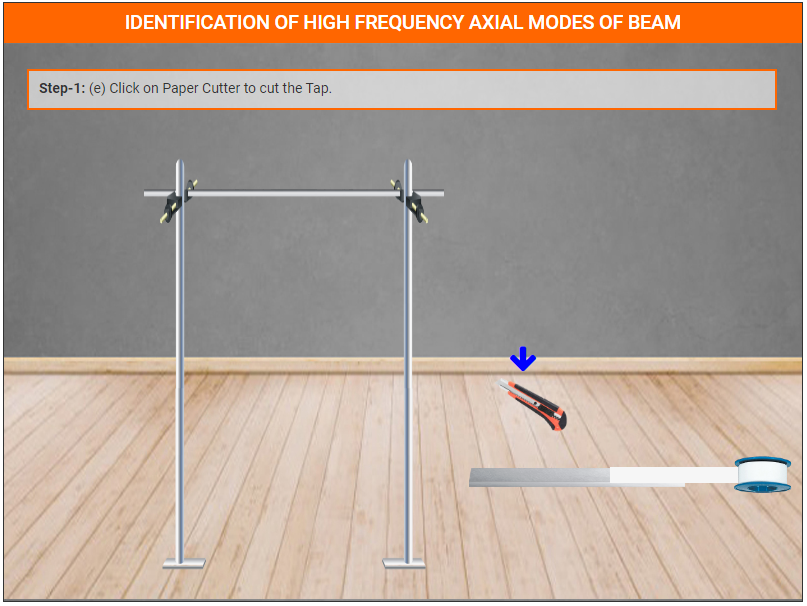 IDENTIFICATION OF HIGH FREQUENCY AXIAL MODES OF BEAM
Step-1: (e) Click on Paper Cutter to cut the Tap.